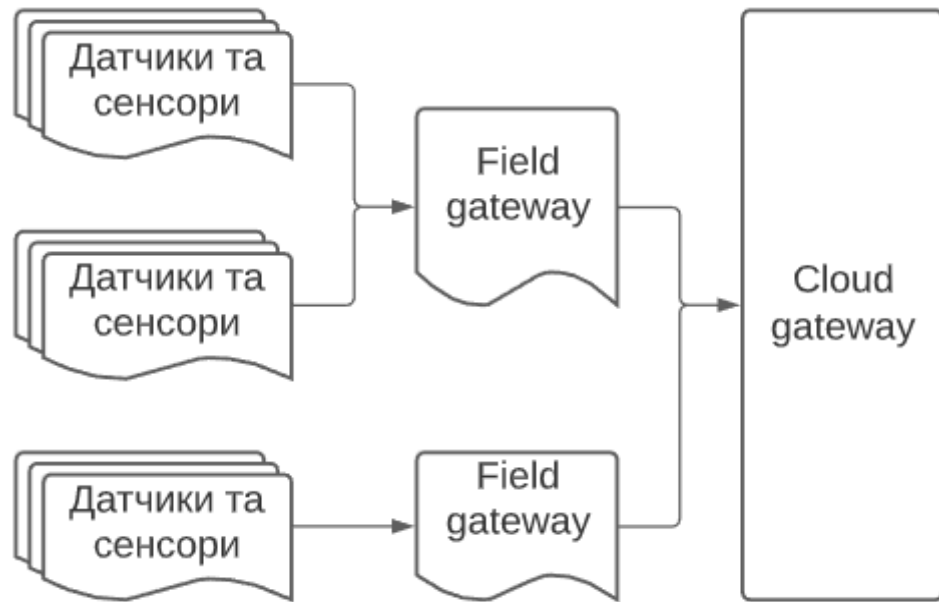 Датчики та
сенсори
Field
gateway
Датчики та
сенсори
Cloud
gateway
Датчики та
сенсори
Field
gateway